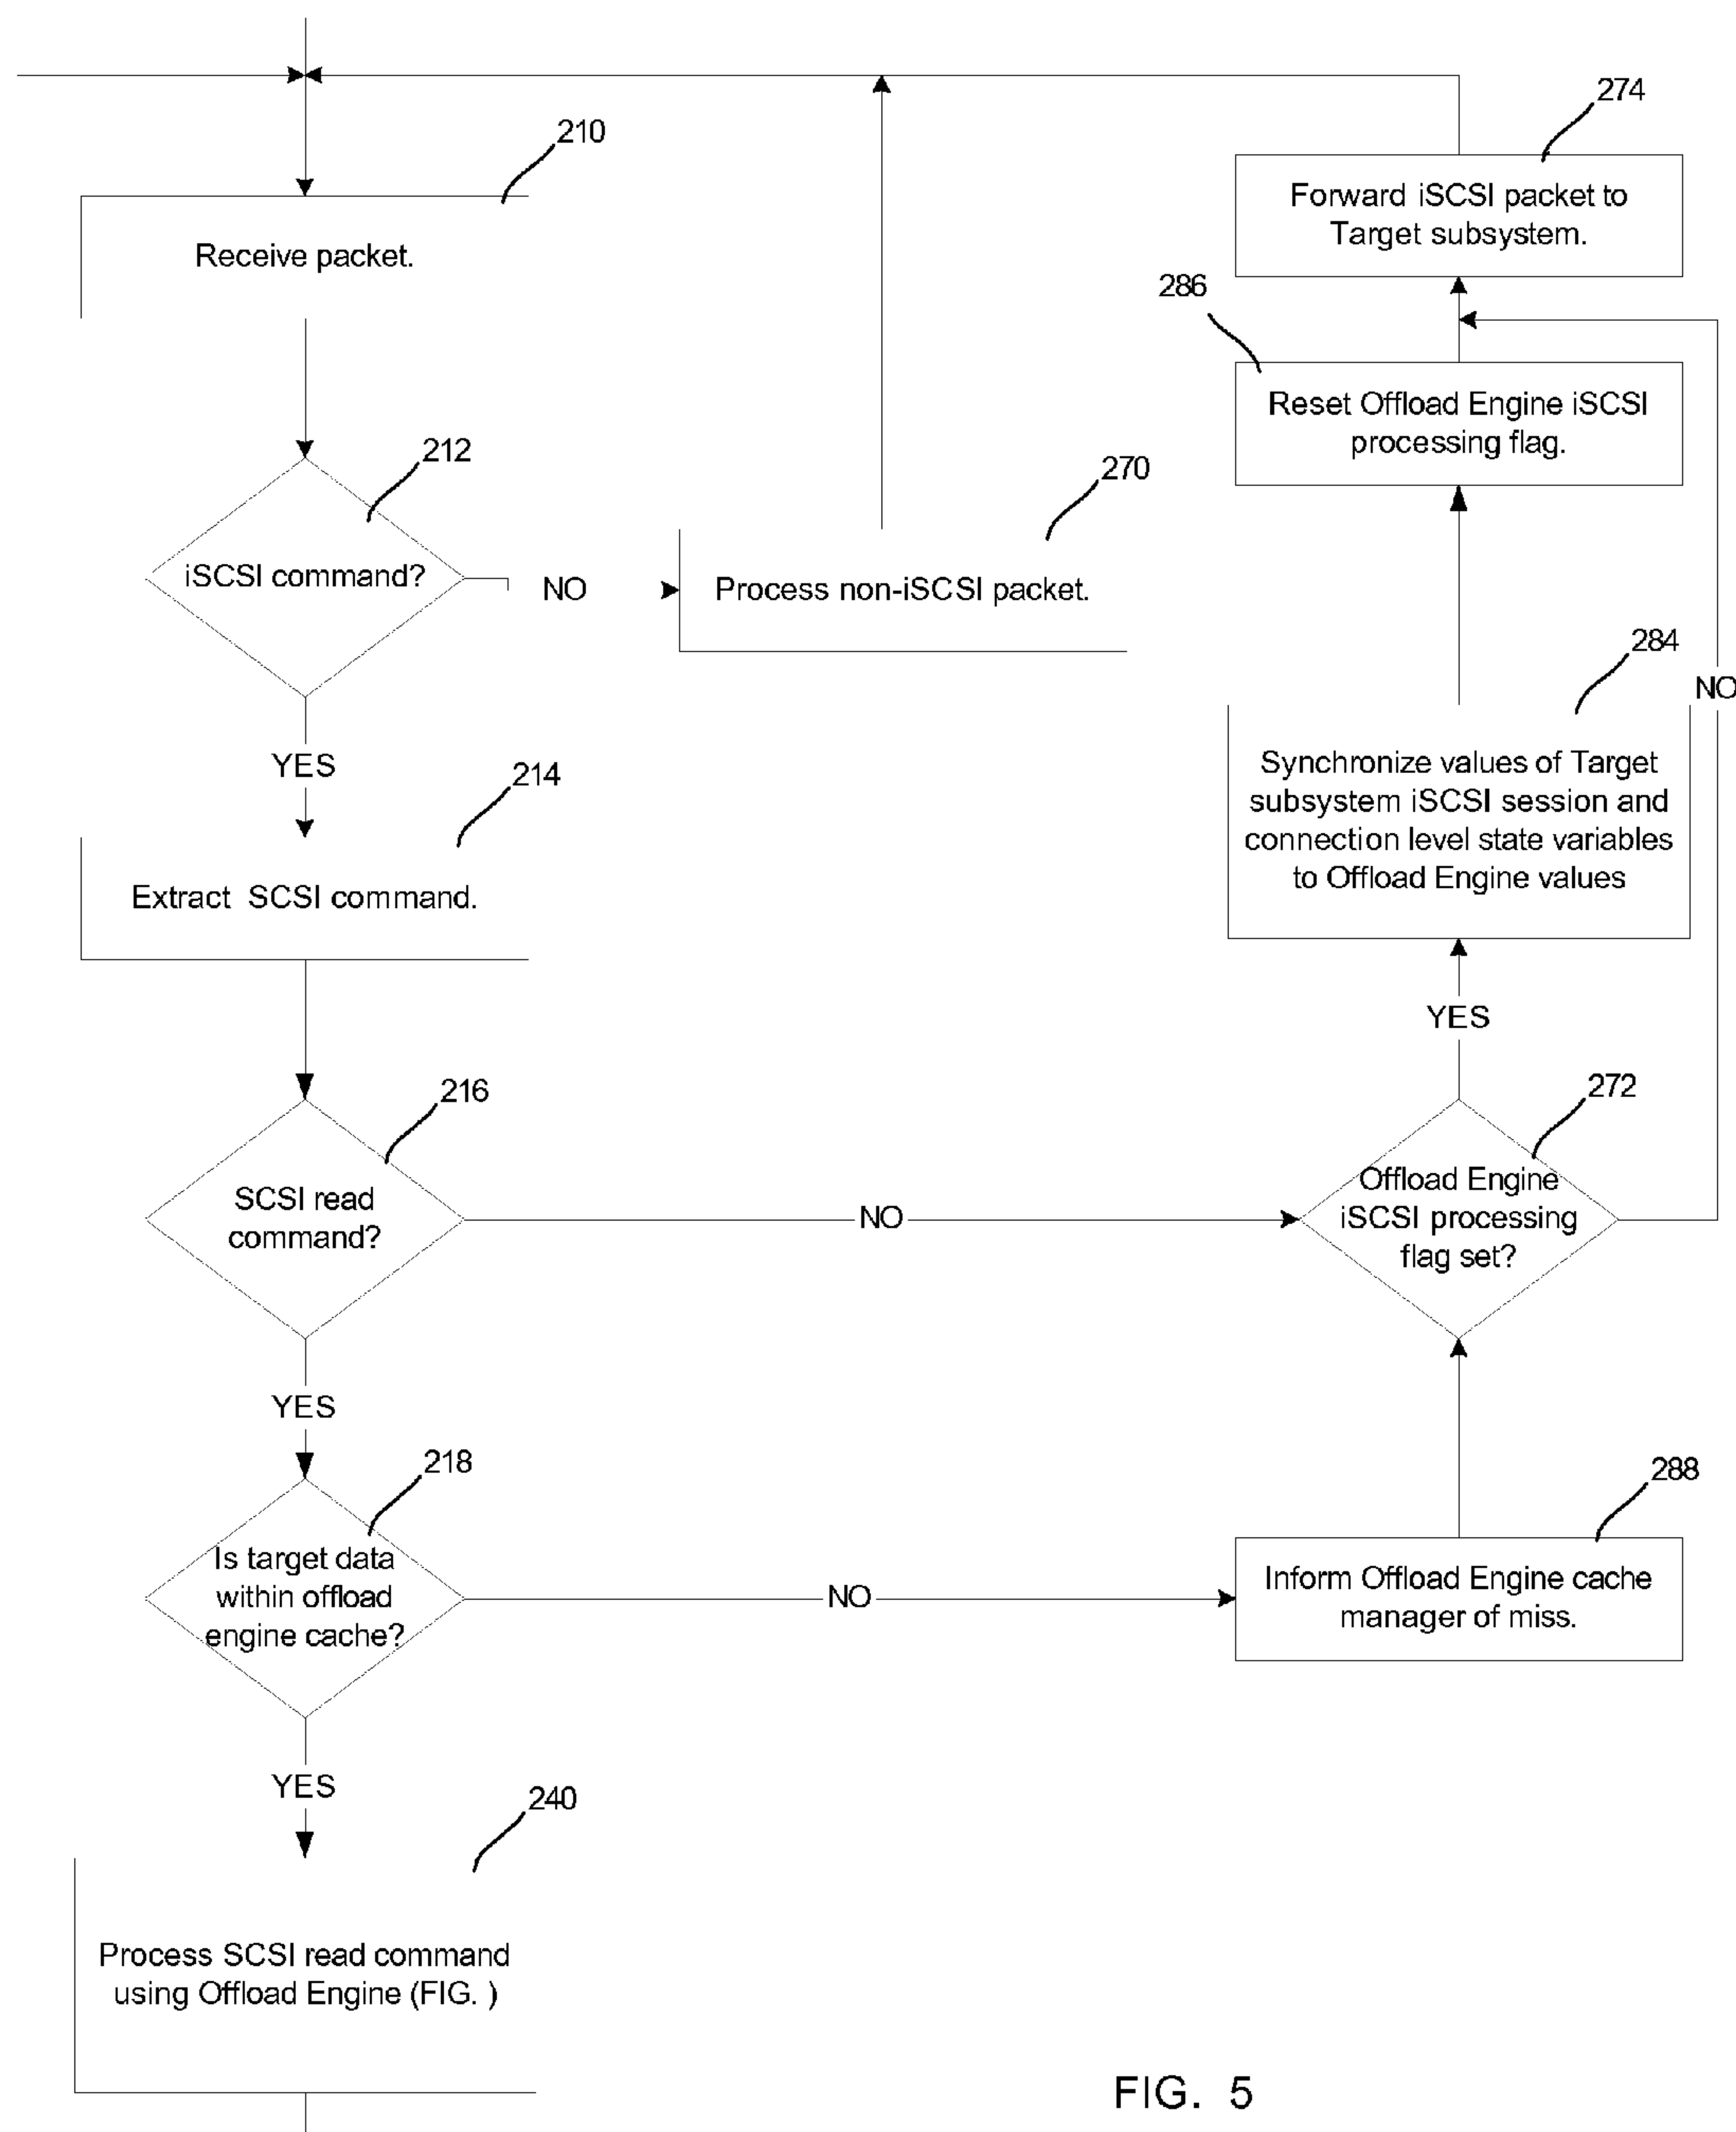 274
210
Forward iSCSI packet to
Target subsystem.
Receive packet.
286
Reset Offload Engine iSCSI
processing flag.
212
270
iSCSI command?
NO
Process non-iSCSI packet.
284
NO
YES
214
Synchronize values of Target
subsystem iSCSI session and
connection level state variables
to Offload Engine values
Extract SCSI command.
YES
216
272
SCSI read
command?
NO
Offload Engine
iSCSI processing
flag set?
YES
218
288
Is target data
within offload
engine cache?
NO
Inform Offload Engine cache
manager of miss.
YES
240
Process SCSI read command
using Offload Engine (FIG. )
FIG. 5